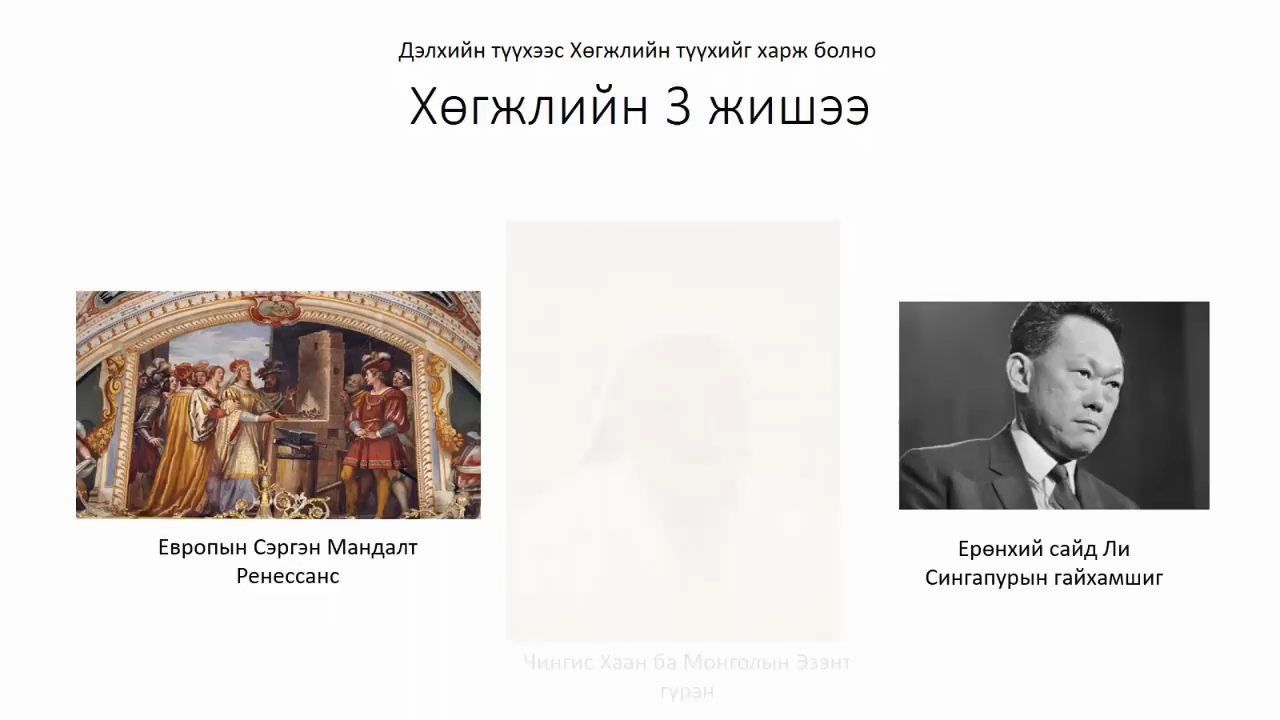 Дэлхийн түүхээс Хөгжлийн түүхийг харж болно
Хөгжлийн 3 жишээ
Европын Сэргэн Мандалт
Ренессанс
Чингис Хаан ба Монголын Эзэнт
гүрэн
Ерөнхий сайд Ли
Сингапурын гайхамшиг